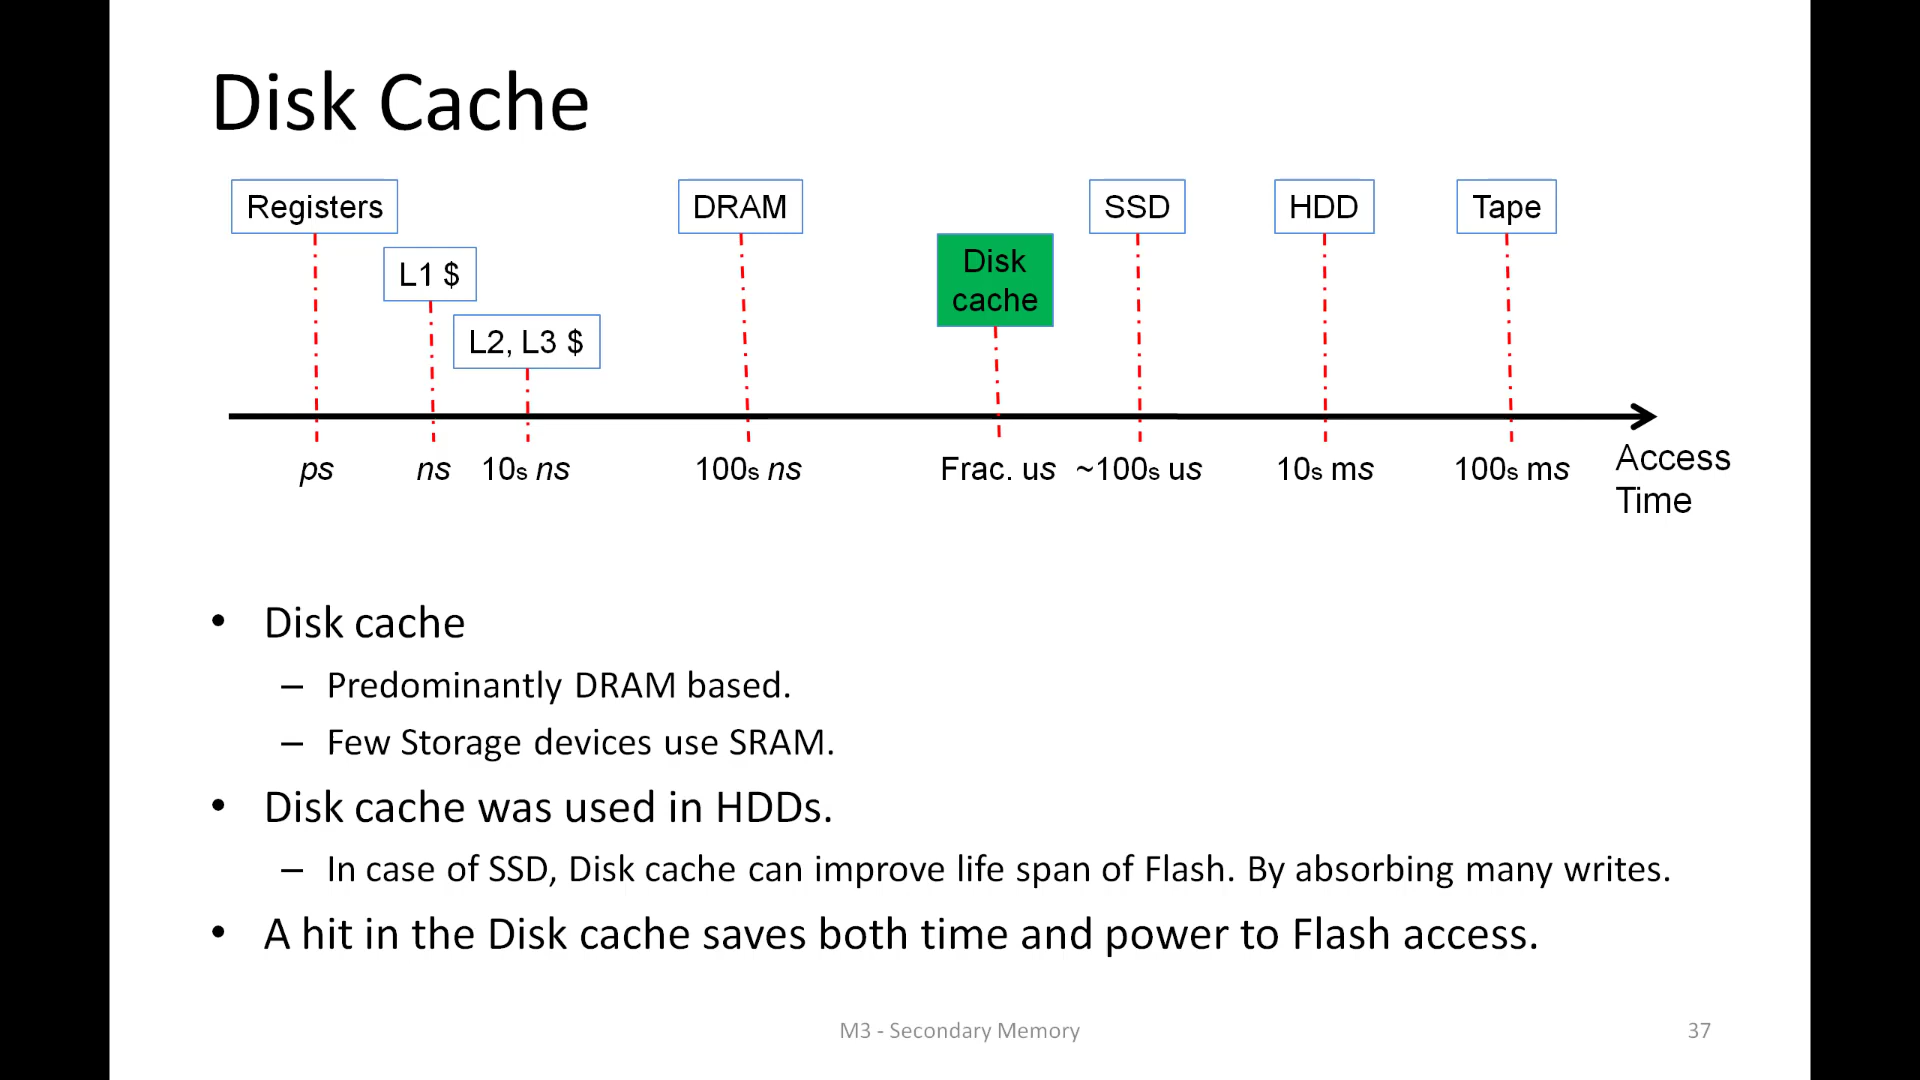 Disk Cache
Registers
DRAM
SSD
HDD
Tape
L1 $
Disk
cache
L2, L3 $
ps
ns
10s ns
100s ns
Frac. us
~100s us
10s ms
100s ms
Access
Time
• Disk cache
– Predominantly DRAM based.
– Few Storage devices use SRAM.
• Disk cache was used in HDDs.
– In case of SSD, Disk cache can improve life span of Flash. By absorbing many writes.
• A hit in the Disk cache saves both time and power to Flash access.
M3 - Secondary Memory
37